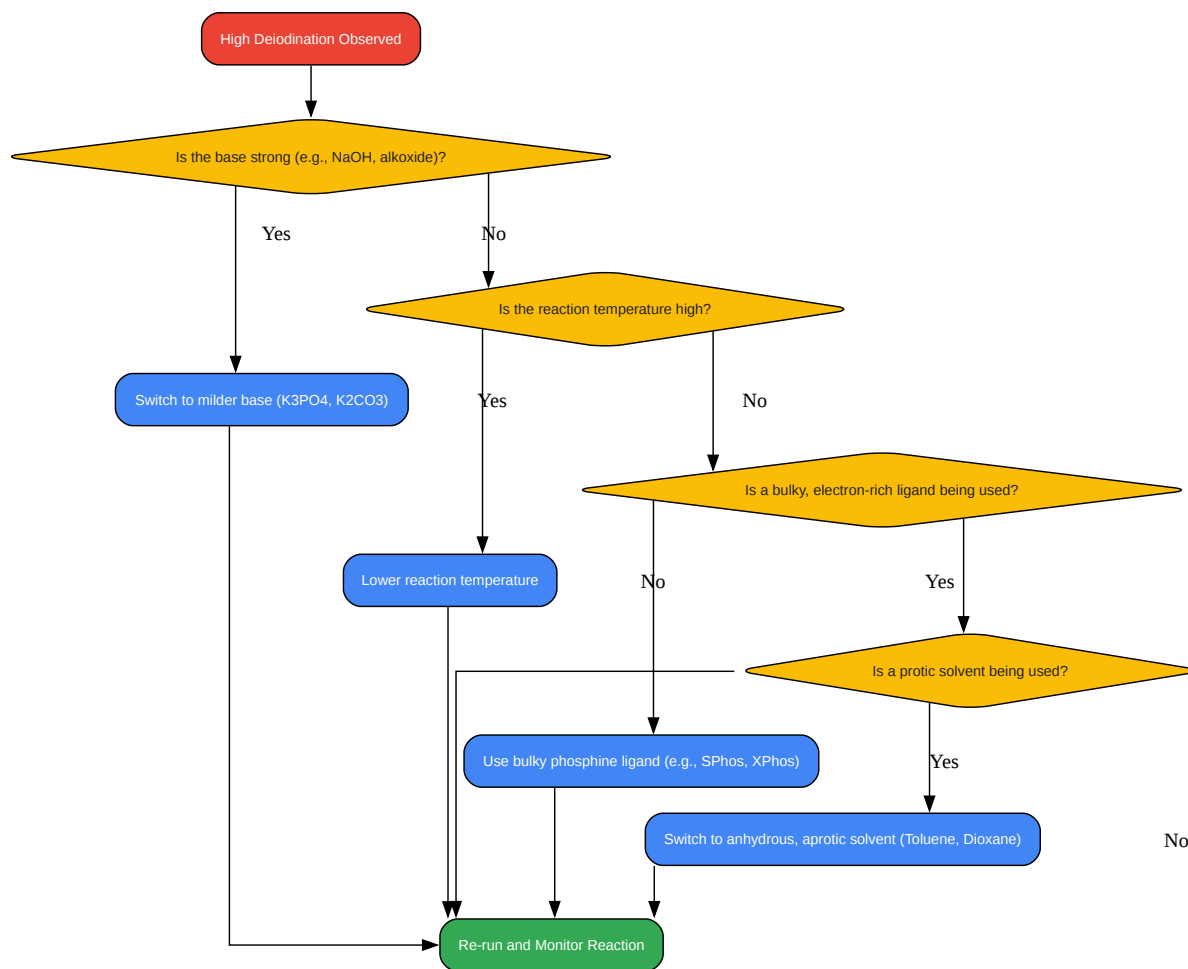 High Deiodination Observed
Is the base strong (e.g., NaOH, alkoxide)?
Yes
No
Is the reaction temperature high?
Switch to milder base (K3PO4, K2CO3)
Yes
No
Is a bulky, electron-rich ligand being used?
Lower reaction temperature
No
Yes
Is a protic solvent being used?
Use bulky phosphine ligand (e.g., SPhos, XPhos)
Yes
Switch to anhydrous, aprotic solvent (Toluene, Dioxane)
No
Re-run and Monitor Reaction